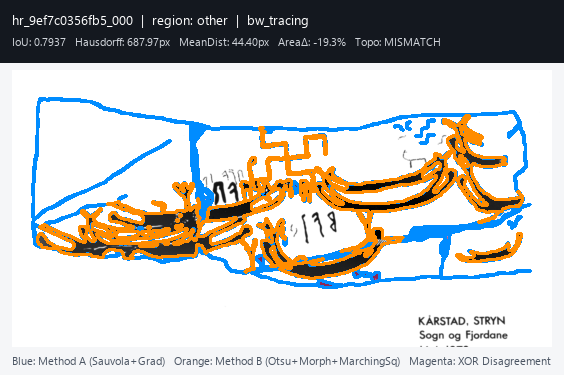 hr_9ef7c0356fb5_000 | region: other | bw_tracing
IoU: 0.7937 Hausdorff: 687.97px MeanDist: 44.40px AreaΔ: -19.3% Topo: MISMATCH
KÅRSTAD, STRYN
Sogn og Fjordane
Blue: Method A (Sauvola+Grad) Orange: Method B (Otsu+Morph+MarchingSq) Magenta: XOR Disagreement